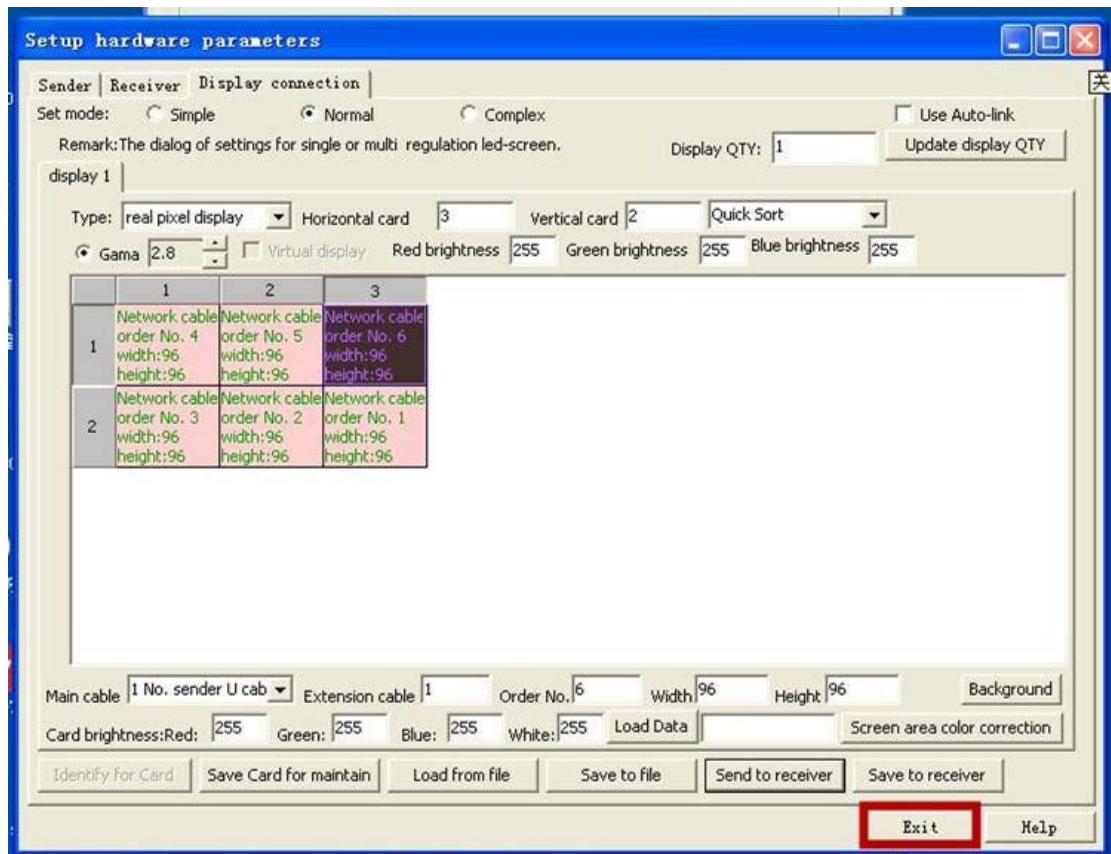 Setup hardware parameters
Sender Receiver Display connection
关
Set mode: Simple Normal Complex Use Auto-link
Remark:The dialog of settings for single or multi regulation led-screen. Display QTY: 1 Update display QTY
display 1
Type: real pixel display Horizontal card 3 Vertical card 2 Quick Sort
Gama 2.8 Virtual display Red brightness 255 Green brightness 255 Blue brightness 255
1 2 3
Network cable Network cable Network cable
order No. 4 order No. 5 order No. 6
1
width:96 width:96 width:96
height:96 height:96 height:96
Network cable Network cable Network cable
order No. 3 order No. 2 order No. 1
2
width:96 width:96 width:96
height:96 height:96 height:96
Main cable 1 No. sender U cab Extension cable 1 Order No. 6 Width 96 Height 96 Background
Card brightness:Red: 255 Green: 255 Blue: 255 White: 255 Load Data Screen area color correction
Identify for Card Save Card for maintain Load from file Save to file Send to receiver Save to receiver
Exit Help